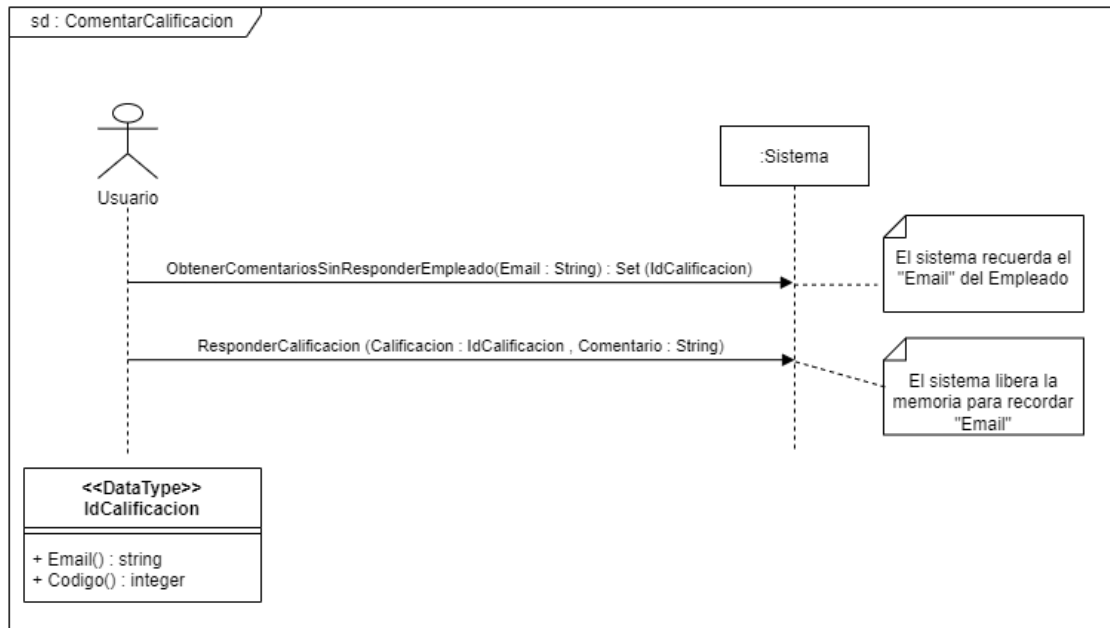 sd : ComentarCalificacion
Usuario
:Sistema
ObtenerComentariosSinResponderEmpleado(Email : String) : Set (IdCalificacion)
El sistema recuerda el
"Email" del Empleado
ResponderCalificacion (Calificacion : IdCalificacion , Comentario : String)
El sistema libera la
memoria para recordar
"Email"
<<DataType>>
IdCalificacion
+ Email() : string
+ Codigo() : integer